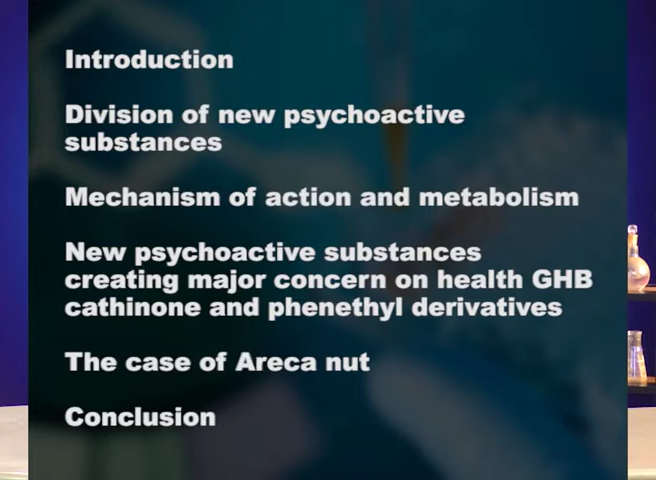 Introduction
Division of new psychoactive
substances
Mechanism of action and metabolism
New psychoactive substances
creating major concern on health GHB
cathinone and phenethyl derivatives
The case of Areca nut
Conclusion